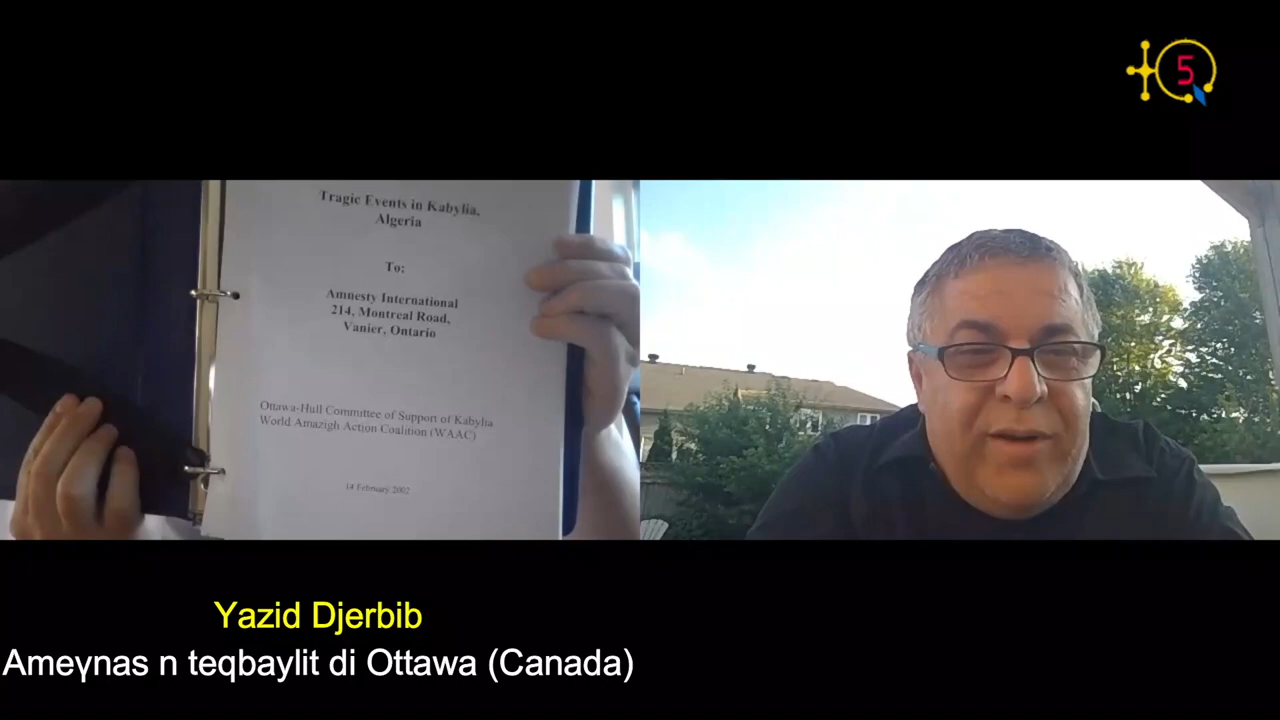 5
Tragic Events in Kabylia,
Algeria
To:
Amnesty International
214, Montreal Road,
Vanier, Ontario
Ottawa-Hull Committee of Support of Kabylia
World Amazigh Action Coalition (WAAC)
14 February 2002
Yazid Djerbib
Ameɣnas n teqbaylit di Ottawa (Canada)